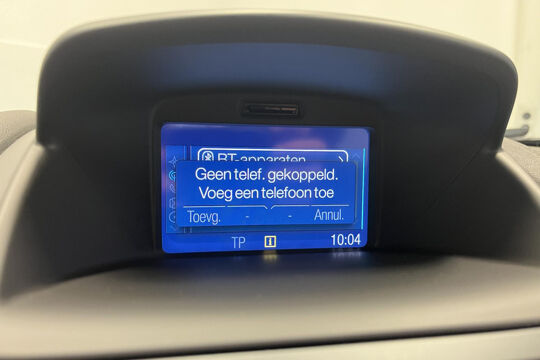 BT-apparaten
Geen telef. gekoppeld.
Voeg een telefoon toe
Toevg. - - Annul.
TP i 10:04